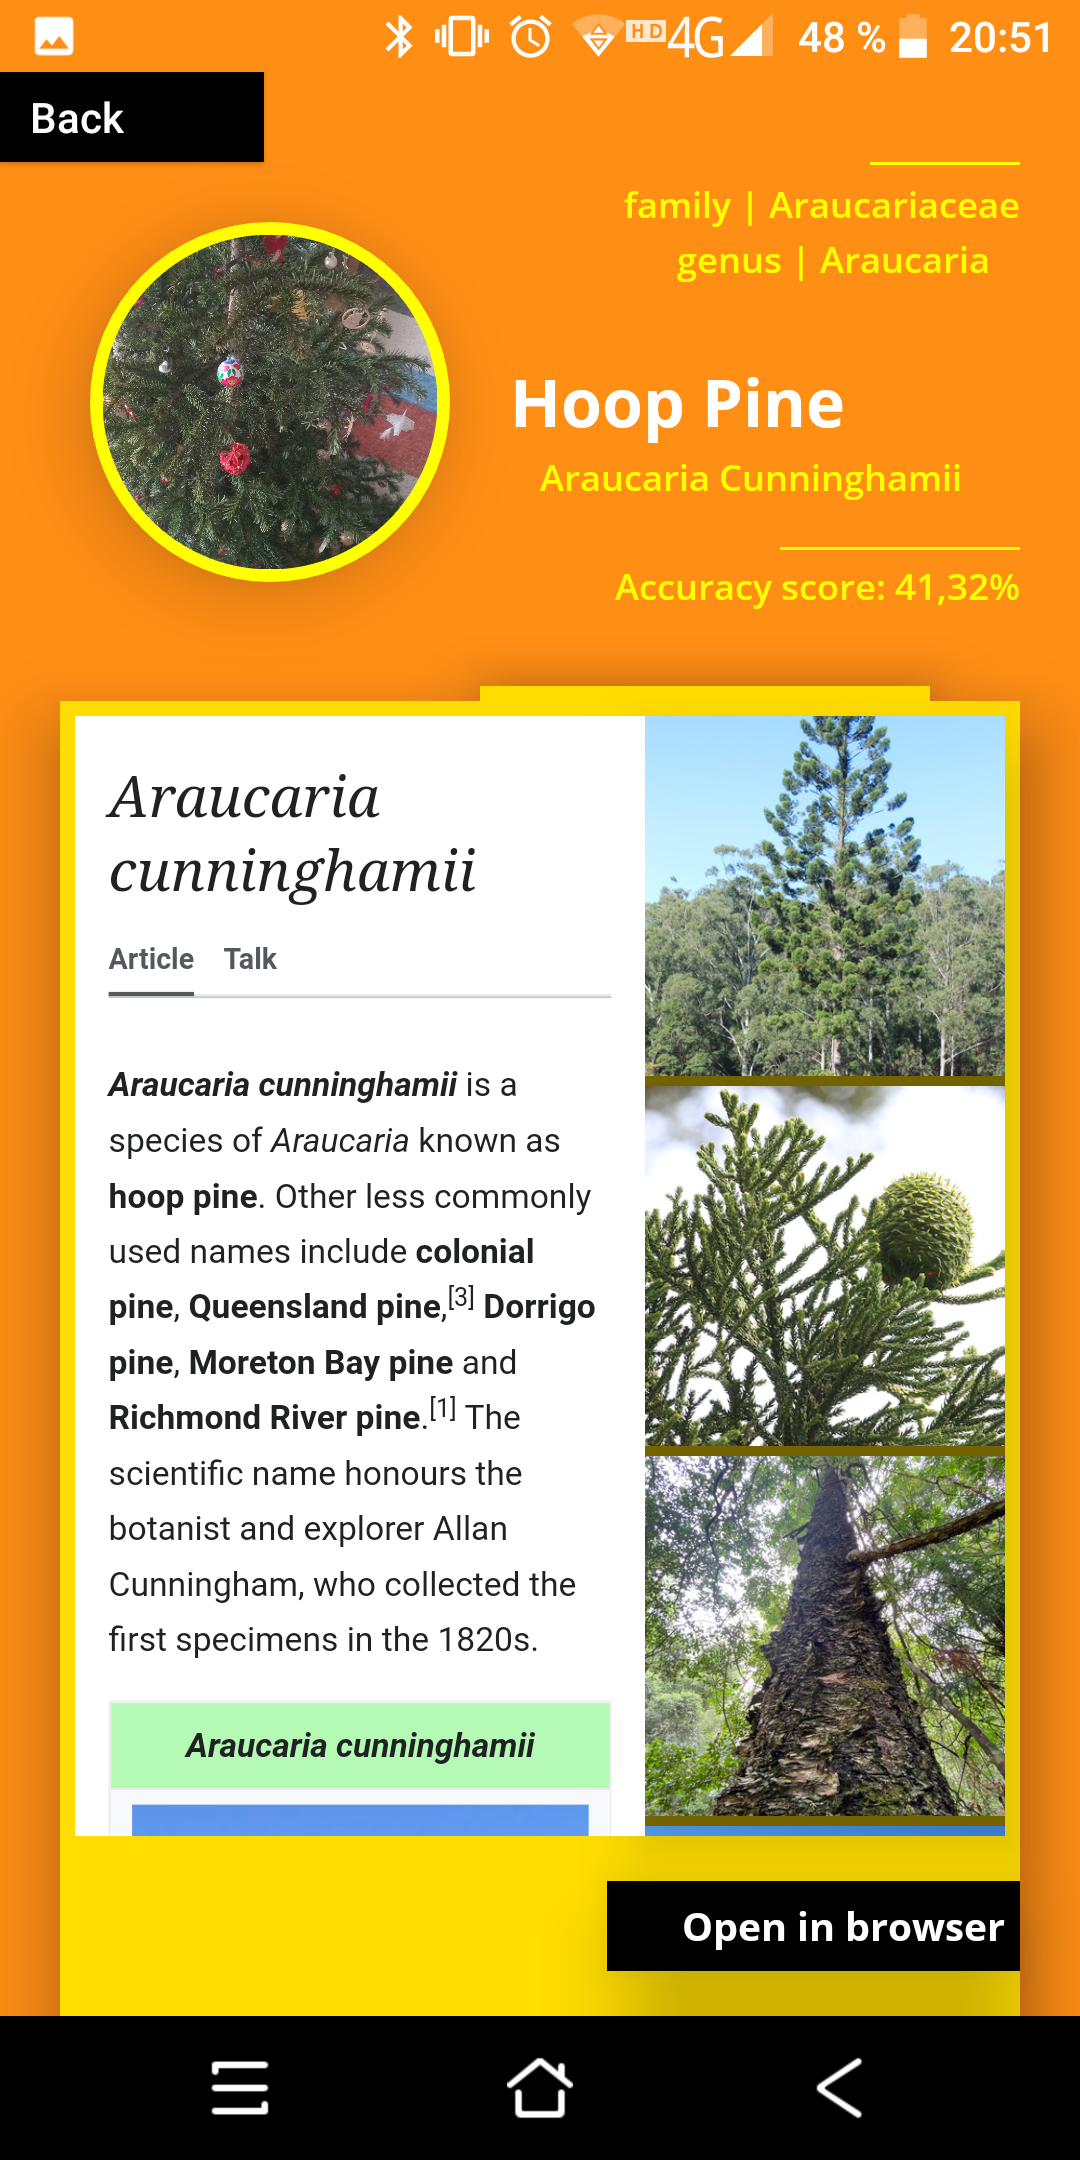 HD 4G 48 % 20:51
Back
family | Araucariaceae
genus | Araucaria
Hoop Pine
Araucaria Cunninghamii
Accuracy score: 41,32%
Araucaria
cunninghamii
Article Talk
Araucaria cunninghamii is a
species of Araucaria known as
hoop pine. Other less commonly
used names include colonial
pine, Queensland pine,[3] Dorrigo
pine, Moreton Bay pine and
Richmond River pine.[1] The
scientific name honours the
botanist and explorer Allan
Cunningham, who collected the
first specimens in the 1820s.
Araucaria cunninghamii
Open in browser